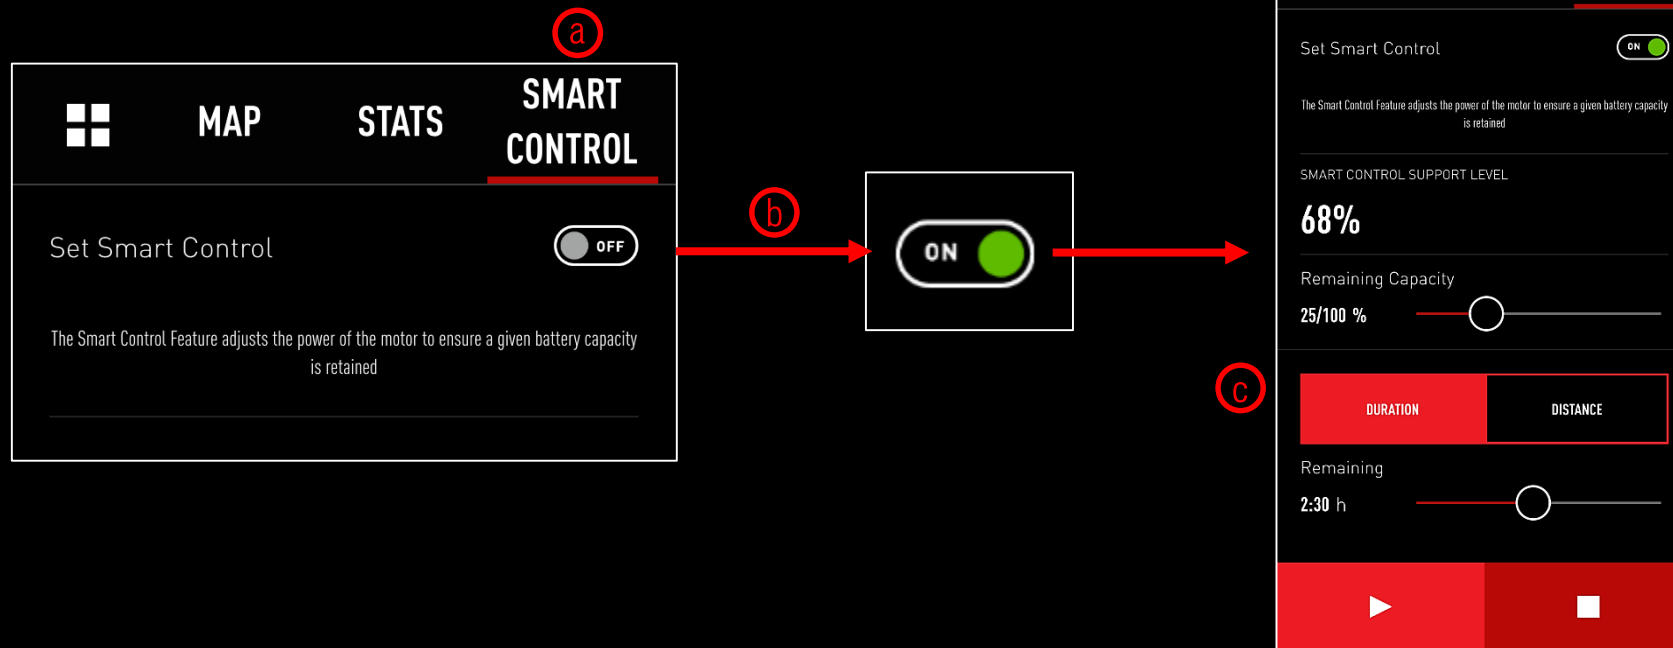 a
MAP
STATS
SMART
CONTROL
Set Smart Control
OFF
The Smart Control Feature adjusts the power of the motor to ensure a given battery capacity
is retained
b
ON
c
Set Smart Control
ON
The Smart Control Feature adjusts the power of the motor to ensure a given battery capacity
is retained
SMART CONTROL SUPPORT LEVEL
68%
Remaining Capacity
25/100 %
DURATION
DISTANCE
Remaining
2:30 h